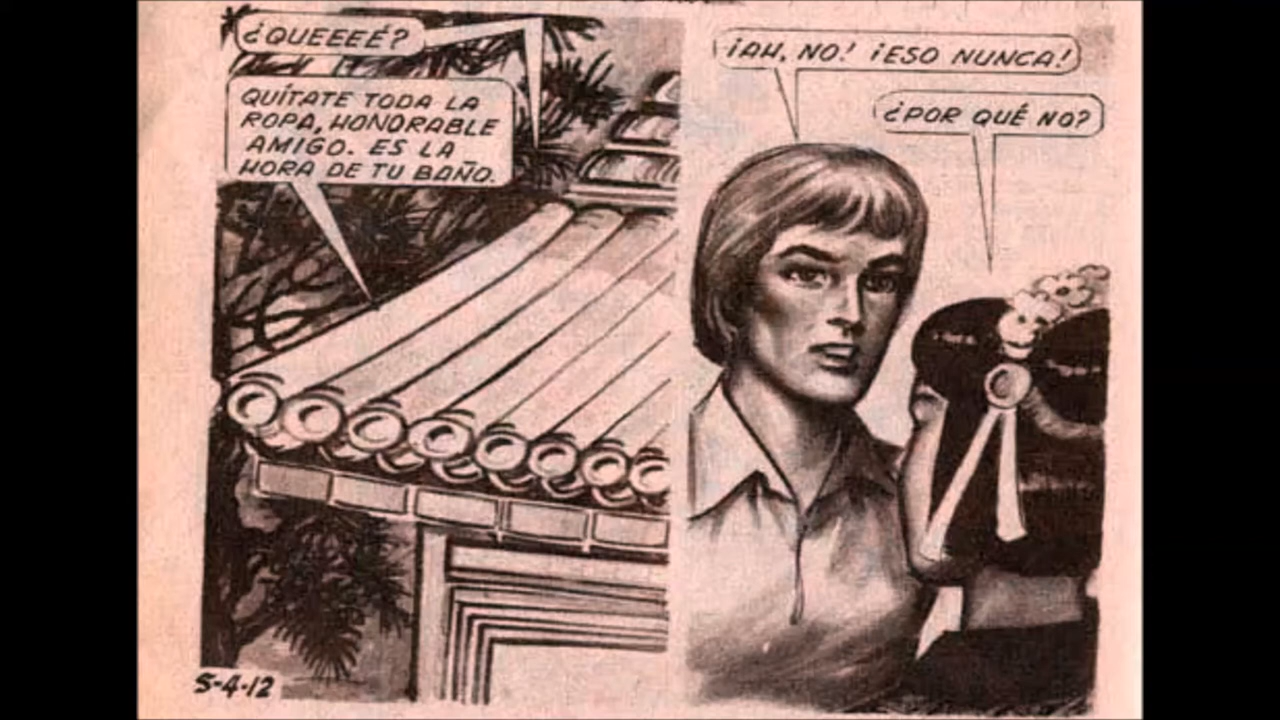 ¿QUEEEÉ?
QUÍTATE TODA LA
ROPA, HONORABLE
AMIGO. ES LA
HORA DE TU BAÑO.
¡AH, NO! ¡ESO NUNCA!
¿POR QUÉ NO?
S-4-12